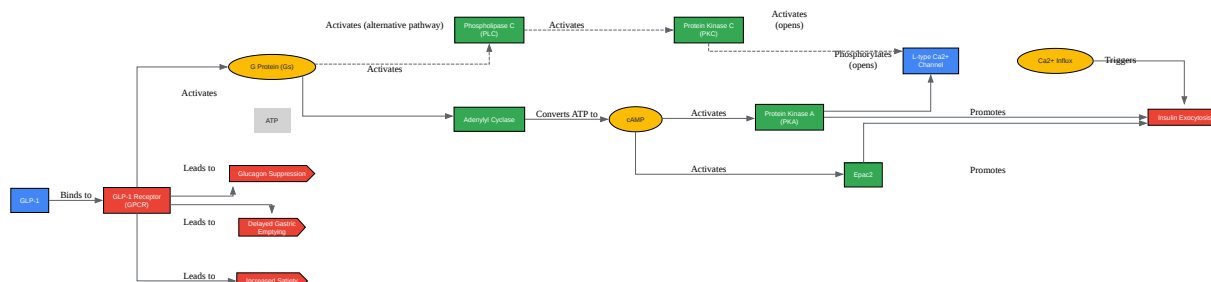 Activates (alternative pathway)
Phospholipase C
(PLC)
Activates
Protein Kinase C
(PKC)
Activates
(opens)
G Protein (Gs)
Activates
Phosphorylates
(opens)
L-type Ca2+
Channel
Ca2+ Influx
Triggers
Activates
ATP
Adenylyl Cyclase
Converts ATP to
cAMP
Activates
Protein Kinase A
(PKA)
Promotes
Insulin Exocytosis
Leads to
Glucagon Suppression
Activates
Epac2
Promotes
GLP-1
Binds to
GLP-1 Receptor
(GPCR)
Leads to
Delayed Gastric
Emptying
Leads to
Increased Satiety